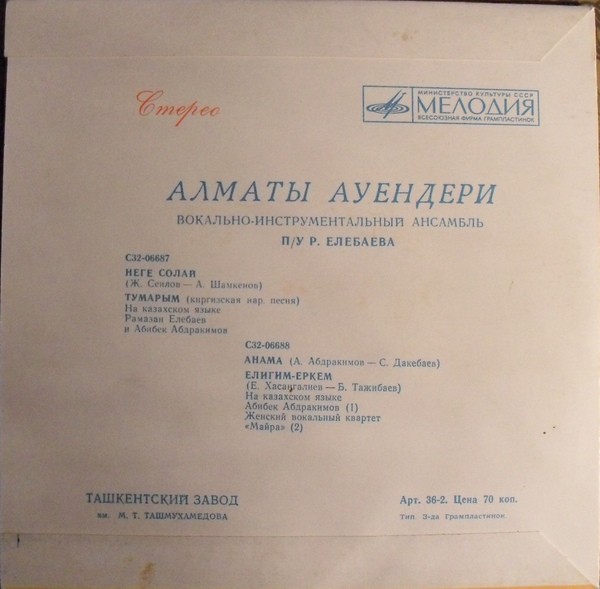 Стерео
МИНИСТЕРСТВО КУЛЬТУРЫ СССР
МЕЛОДИЯ
ВСЕСОЮЗНАЯ ФИРМА ГРАМПЛАСТИНОК
АЛМАТЫ АУЕНДЕРИ
ВОКАЛЬНО-ИНСТРУМЕНТАЛЬНЫЙ АНСАМБЛЬ
П/У Р. ЕЛЕБАЕВА
С32-06687
НЕГЕ СОЛАЙ
(Ж. Сеилов — А. Шамкенов)
ТУМАРЫМ (киргизская нар. песня)
На казахском языке
Рамазан Елебаев
и Абибек Абдракимов
С32-06688
АНАМА (А. Абдракимов — С. Дакебаев)
ЕЛИГИМ-ЕРКЕМ
(Е. Хасангалиев — Б. Тажибаев)
На казахском языке
Абибек Абдракимов (1)
Женский вокальный квартет
«Майра» (2)
ТАШКЕНТСКИЙ ЗАВОД
им. М. Т. ТАШМУХАМЕДОВА
Арт. 36-2. Цена 70 коп.
Тип. З-да Грампластинок.